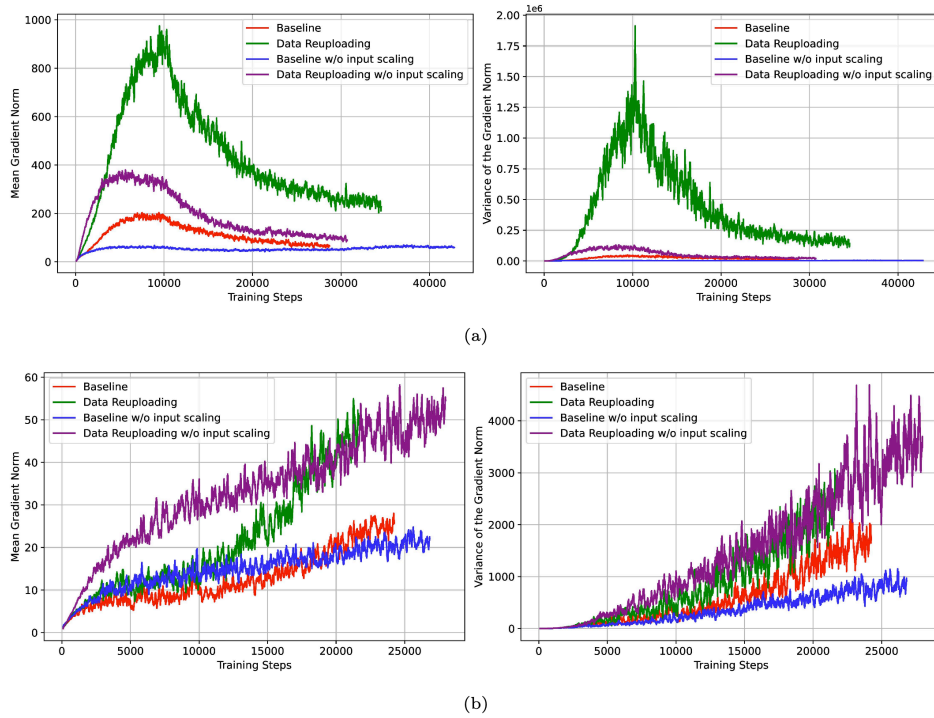 1000
800
600
400
200
0
Mean Gradient Norm
Baseline
Data Reuploading
Baseline w/o input scaling
Data Reuploading w/o input scaling
0 10000 20000 30000 40000
Training Steps
1e6
2.00
1.75
1.50
1.25
1.00
0.75
0.50
0.25
0.00
Variance of the Gradient Norm
Baseline
Data Reuploading
Baseline w/o input scaling
Data Reuploading w/o input scaling
0 10000 20000 30000 40000
Training Steps
(a)
60
50
40
30
20
10
0
Mean Gradient Norm
Baseline
Data Reuploading
Baseline w/o input scaling
Data Reuploading w/o input scaling
0 5000 10000 15000 20000 25000
Training Steps
4000
3000
2000
1000
0
Variance of the Gradient Norm
Baseline
Data Reuploading
Baseline w/o input scaling
Data Reuploading w/o input scaling
0 5000 10000 15000 20000 25000
Training Steps
(b)